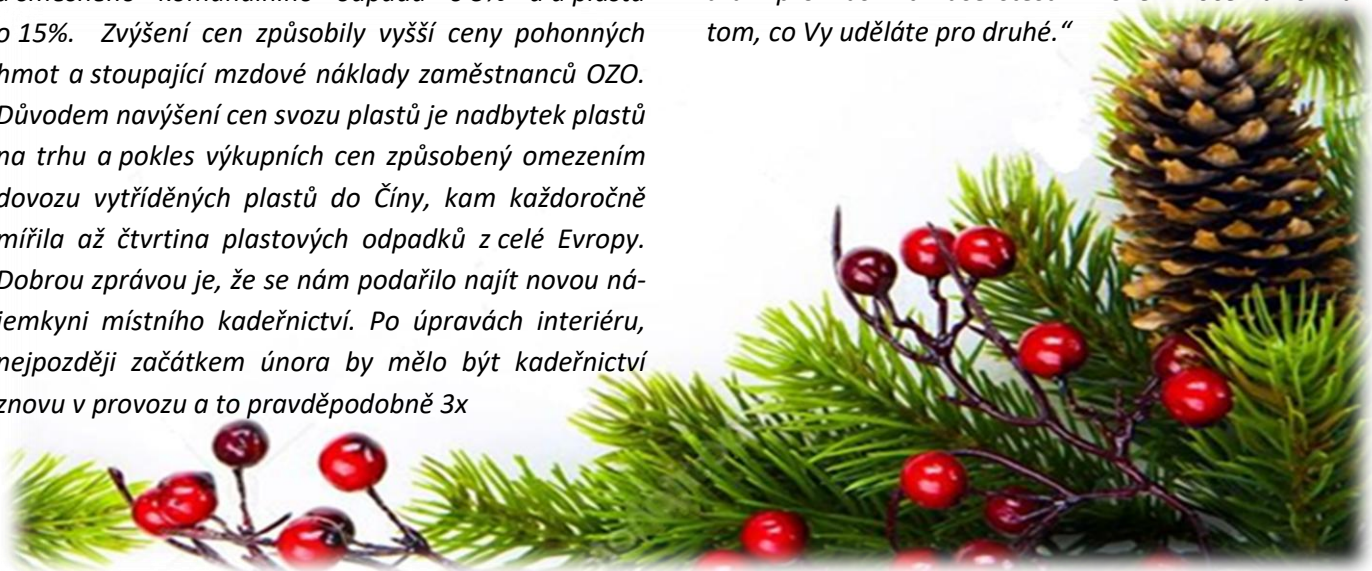 o 15%. Zvýšení cen způsobily vyšší ceny pohonných
hmot a stoupající mzdové náklady zaměstnanců OZO.
Důvodem navýšení cen svozu plastů je nadbytek plastů
na trhu a pokles výkupních cen způsobený omezením
dovozu vytříděných plastů do Číny, kam každoročně
mířila až čtvrtina plastových odpadků z celé Evropy.
Dobrou zprávou je, že se nám podařilo najít novou ná-
jemkyni místního kadeřnictví. Po úpravách interiéru,
nejpozději začátkem února by mělo být kadeřnictví
znovu v provozu a to pravděpodobně 3x
tom, co Vy uděláte pro druhé.“